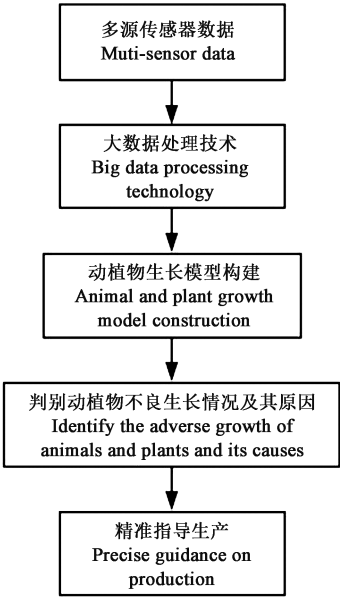 多源传感器数据
Muti-sensor data
大数据处理技术
Big data processing
technology
动植物生长模型构建
Animal and plant growth
model construction
判别动植物不良生长情况及其原因
Identify the adverse growth of
animals and plants and its causes
精准指导生产
Precise guidance on
production